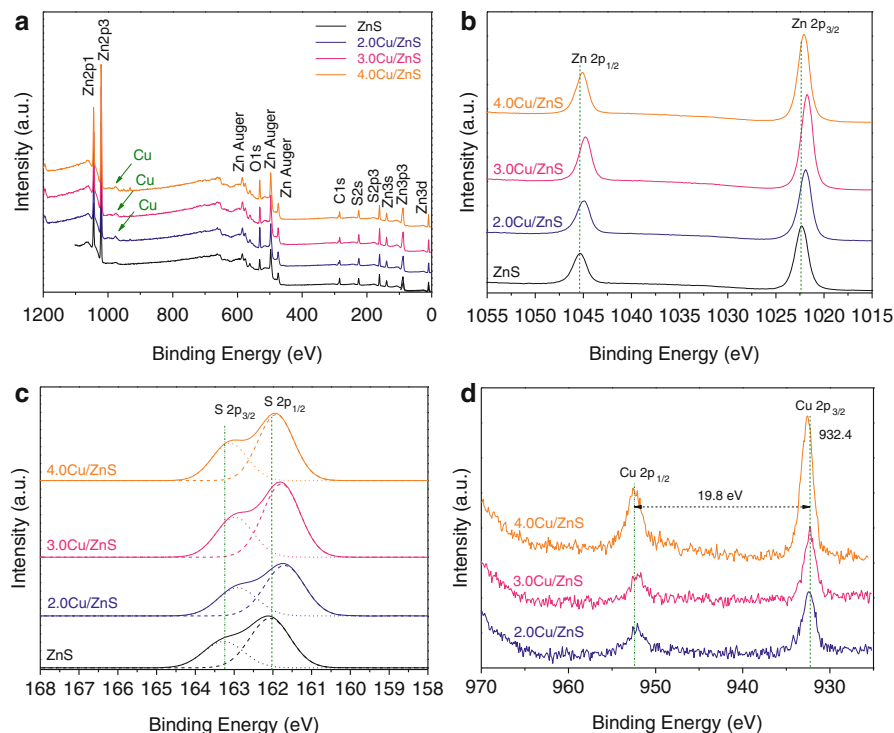 a
ZnS
2.0Cu/ZnS
3.0Cu/ZnS
4.0Cu/ZnS
Zn2p1
Zn2p3
Cu
Cu
Cu
Zn Auger
O1s
Zn Auger
Zn Auger
C1s
S2s
S2p3
Zn3s
Zn3p3
Zn3d
Intensity (a.u.)
1200 1000 800 600 400 200 0
Binding Energy (eV)
b
Zn 2p1/2
Zn 2p3/2
4.0Cu/ZnS
3.0Cu/ZnS
2.0Cu/ZnS
ZnS
Intensity (a.u.)
1055 1050 1045 1040 1035 1030 1025 1020 1015
Binding Energy (eV)
c
S 2p3/2
S 2p1/2
4.0Cu/ZnS
3.0Cu/ZnS
2.0Cu/ZnS
ZnS
Intensity (a.u.)
168 167 166 165 164 163 162 161 160 159 158
Binding Energy (eV)
d
Cu 2p3/2
932.4
Cu 2p1/2
19.8 eV
4.0Cu/ZnS
3.0Cu/ZnS
2.0Cu/ZnS
Intensity (a.u.)
970 960 950 940 930
Binding Energy (eV)